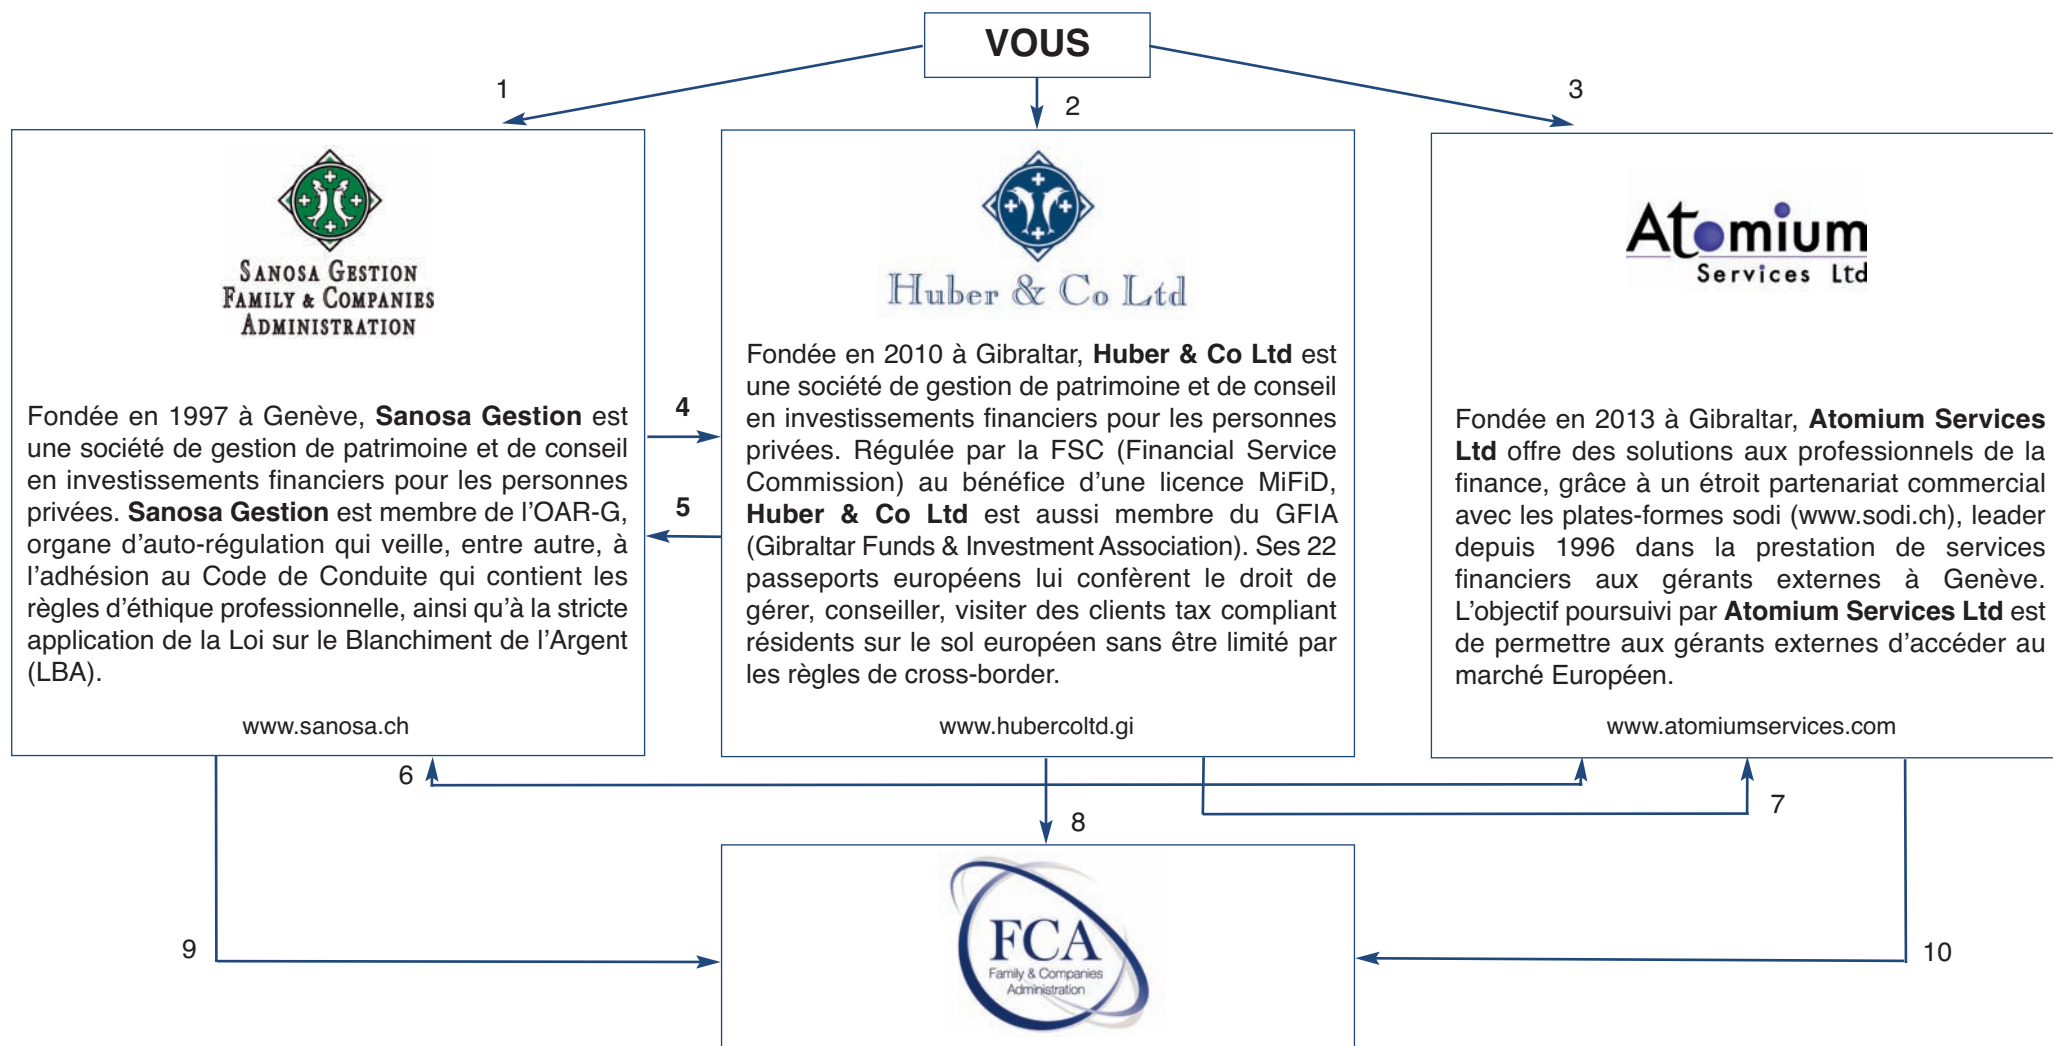 VOUS
1
2
3
SANOSA GESTION
FAMILY & COMPANIES
ADMINISTRATION
Fondée en 1997 à Genève, Sanosa Gestion est
une société de gestion de patrimoine et de conseil
en investissements financiers pour les personnes
privées. Sanosa Gestion est membre de l’OAR-G,
organe d’auto-régulation qui veille, entre autre, à
l’adhésion au Code de Conduite qui contient les
règles d’éthique professionnelle, ainsi qu’à la stricte
application de la Loi sur le Blanchiment de l’Argent
(LBA).
www.sanosa.ch
4
5
Huber & Co Ltd
Fondée en 2010 à Gibraltar, Huber & Co Ltd est
une société de gestion de patrimoine et de conseil
en investissements financiers pour les personnes
privées. Régulée par la FSC (Financial Service
Commission) au bénéfice d’une licence MiFiD,
Huber & Co Ltd est aussi membre du GFIA
(Gibraltar Funds & Investment Association). Ses 22
passeports européens lui confèrent le droit de
gérer, conseiller, visiter des clients tax compliant
résidents sur le sol européen sans être limité par
les règles de cross-border.
www.hubercoltd.gi
Atomium
Services Ltd
Fondée en 2013 à Gibraltar, Atomium Services
Ltd offre des solutions aux professionnels de la
finance, grâce à un étroit partenariat commercial
avec les plates-formes sodi (www.sodi.ch), leader
depuis 1996 dans la prestation de services
financiers aux gérants externes à Genève.
L’objectif poursuivi par Atomium Services Ltd est
de permettre aux gérants externes d’accéder au
marché Européen.
www.atomiumservices.com
6
7
8
9
10
FCA
Family & Companies
Administration